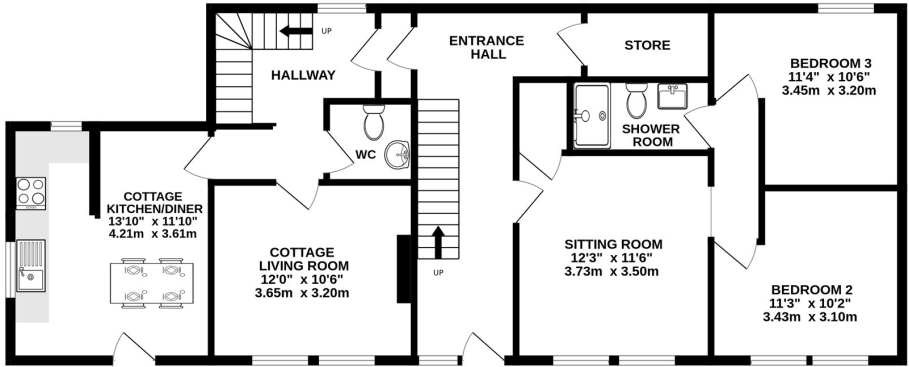 UP
HALLWAY
ENTRANCE
HALL
STORE
BEDROOM 3
11'4" x 10'6"
3.45m x 3.20m
SHOWER
ROOM
WC
COTTAGE
KITCHEN/DINER
13'10" x 11'10"
4.21m x 3.61m
COTTAGE
LIVING ROOM
12'0" x 10'6"
3.65m x 3.20m
UP
SITTING ROOM
12'3" x 11'6"
3.73m x 3.50m
BEDROOM 2
11'3" x 10'2"
3.43m x 3.10m